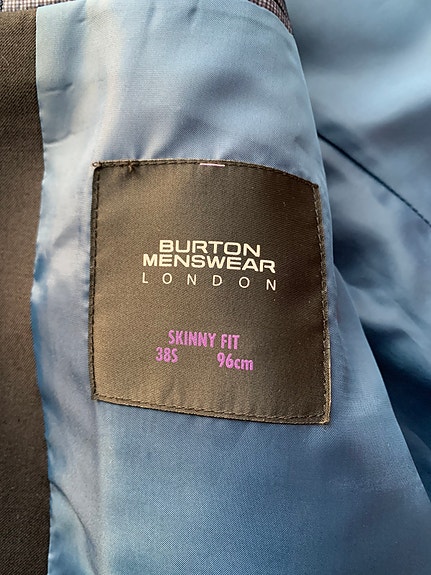 BURTON
MENSWEAR
LONDON
SKINNY FIT
38S 96cm